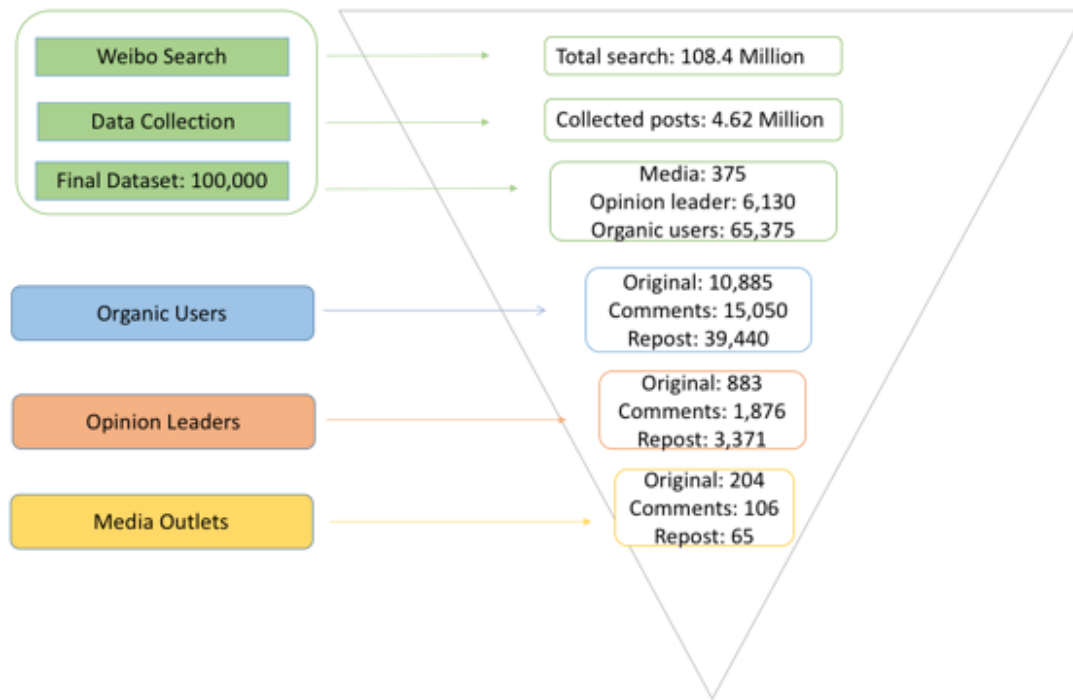 Weibo Search
Total search: 108.4 Million
Data Collection
Collected posts: 4.62 Million
Final Dataset: 100,000
Media: 375
Opinion leader: 6,130
Organic users: 65,375
Organic Users
Original: 10,885
Comments: 15,050
Repost: 39,440
Opinion Leaders
Original: 883
Comments: 1,876
Repost: 3,371
Media Outlets
Original: 204
Comments: 106
Repost: 65